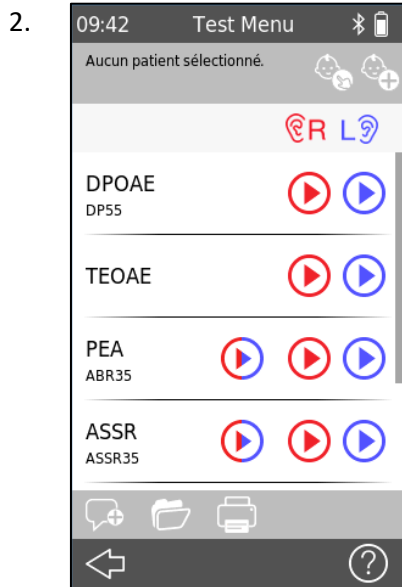 2.
09:42 Test Menu
Aucun patient sélectionné.
R L
DPOAE
DP55
TEOAE
PEA
ABR35
ASSR
ASSR35
?